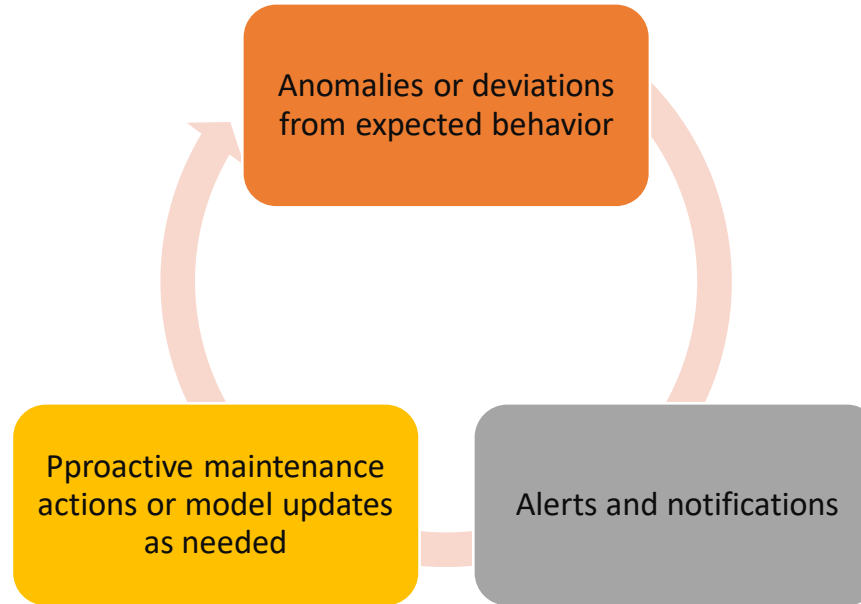 Anomalies or deviations
from expected behavior
Pproactive maintenance
actions or model updates
as needed
Alerts and notifications